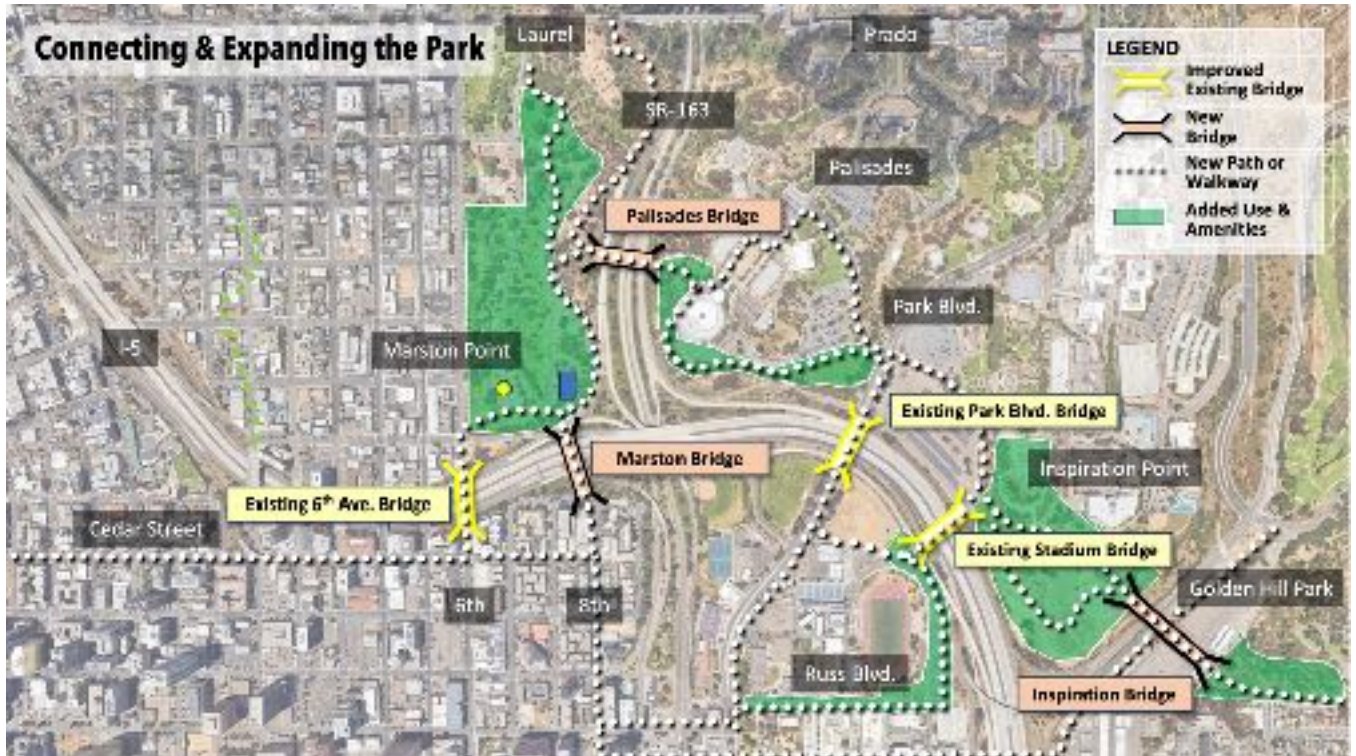 Connecting & Expanding the Park
Laurel
Prado
LEGEND
Improved
Existing Bridge
New
Bridge
New Path or
Walkway
Added Use &
Amenities
SR-163
Palisades
Palisades Bridge
Park Blvd.
I-5
Marston Point
Existing Park Blvd. Bridge
Marston Bridge
Inspiration Point
Existing 6th Ave. Bridge
Cedar Street
Existing Stadium Bridge
6th
8th
Golden Hill Park
Russ Blvd.
Inspiration Bridge